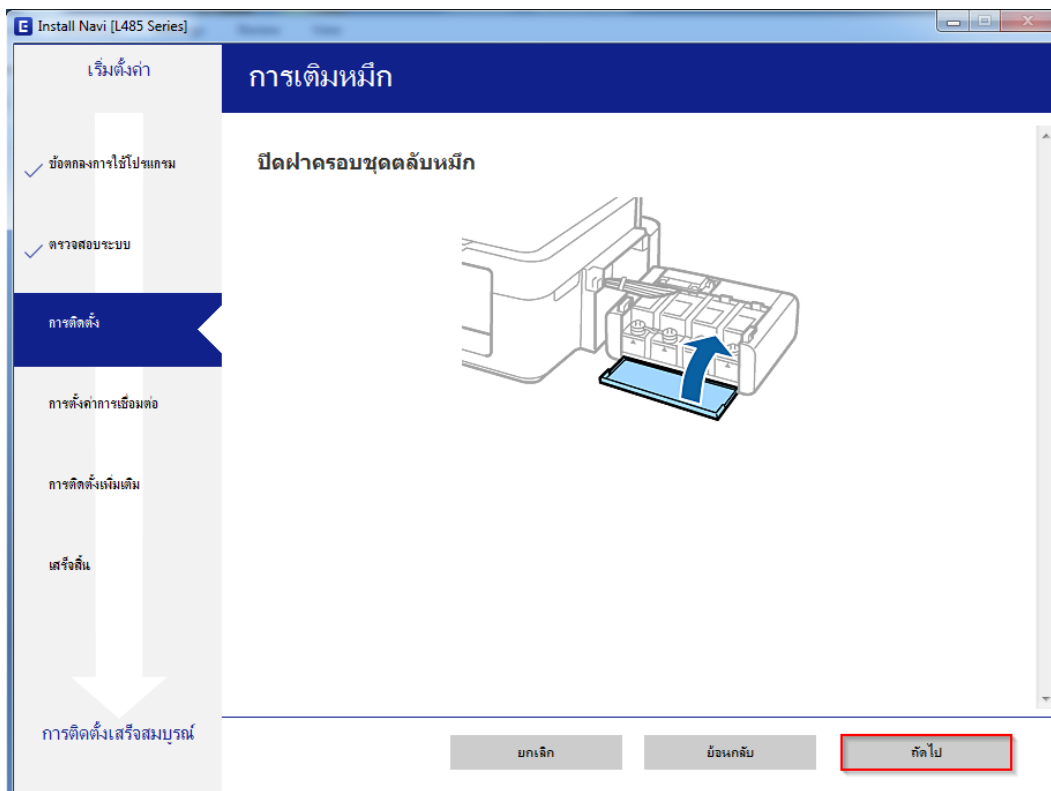 Install Navi [L485 Series]
เริ่มตั้งค่า
การเติมหมึก
ข้อตกลงการใช้โปรแกรม
ปิดฝาครอบชุดตลับหมึก
ตรวจสอบระบบ
การติดตั้ง
การตั้งค่าการเชื่อมต่อ
การติดตั้งเพิ่มเติม
เสร็จสิ้น
การติดตั้งเสร็จสมบูรณ์
ยกเลิก
ย้อนกลับ
ถัดไป